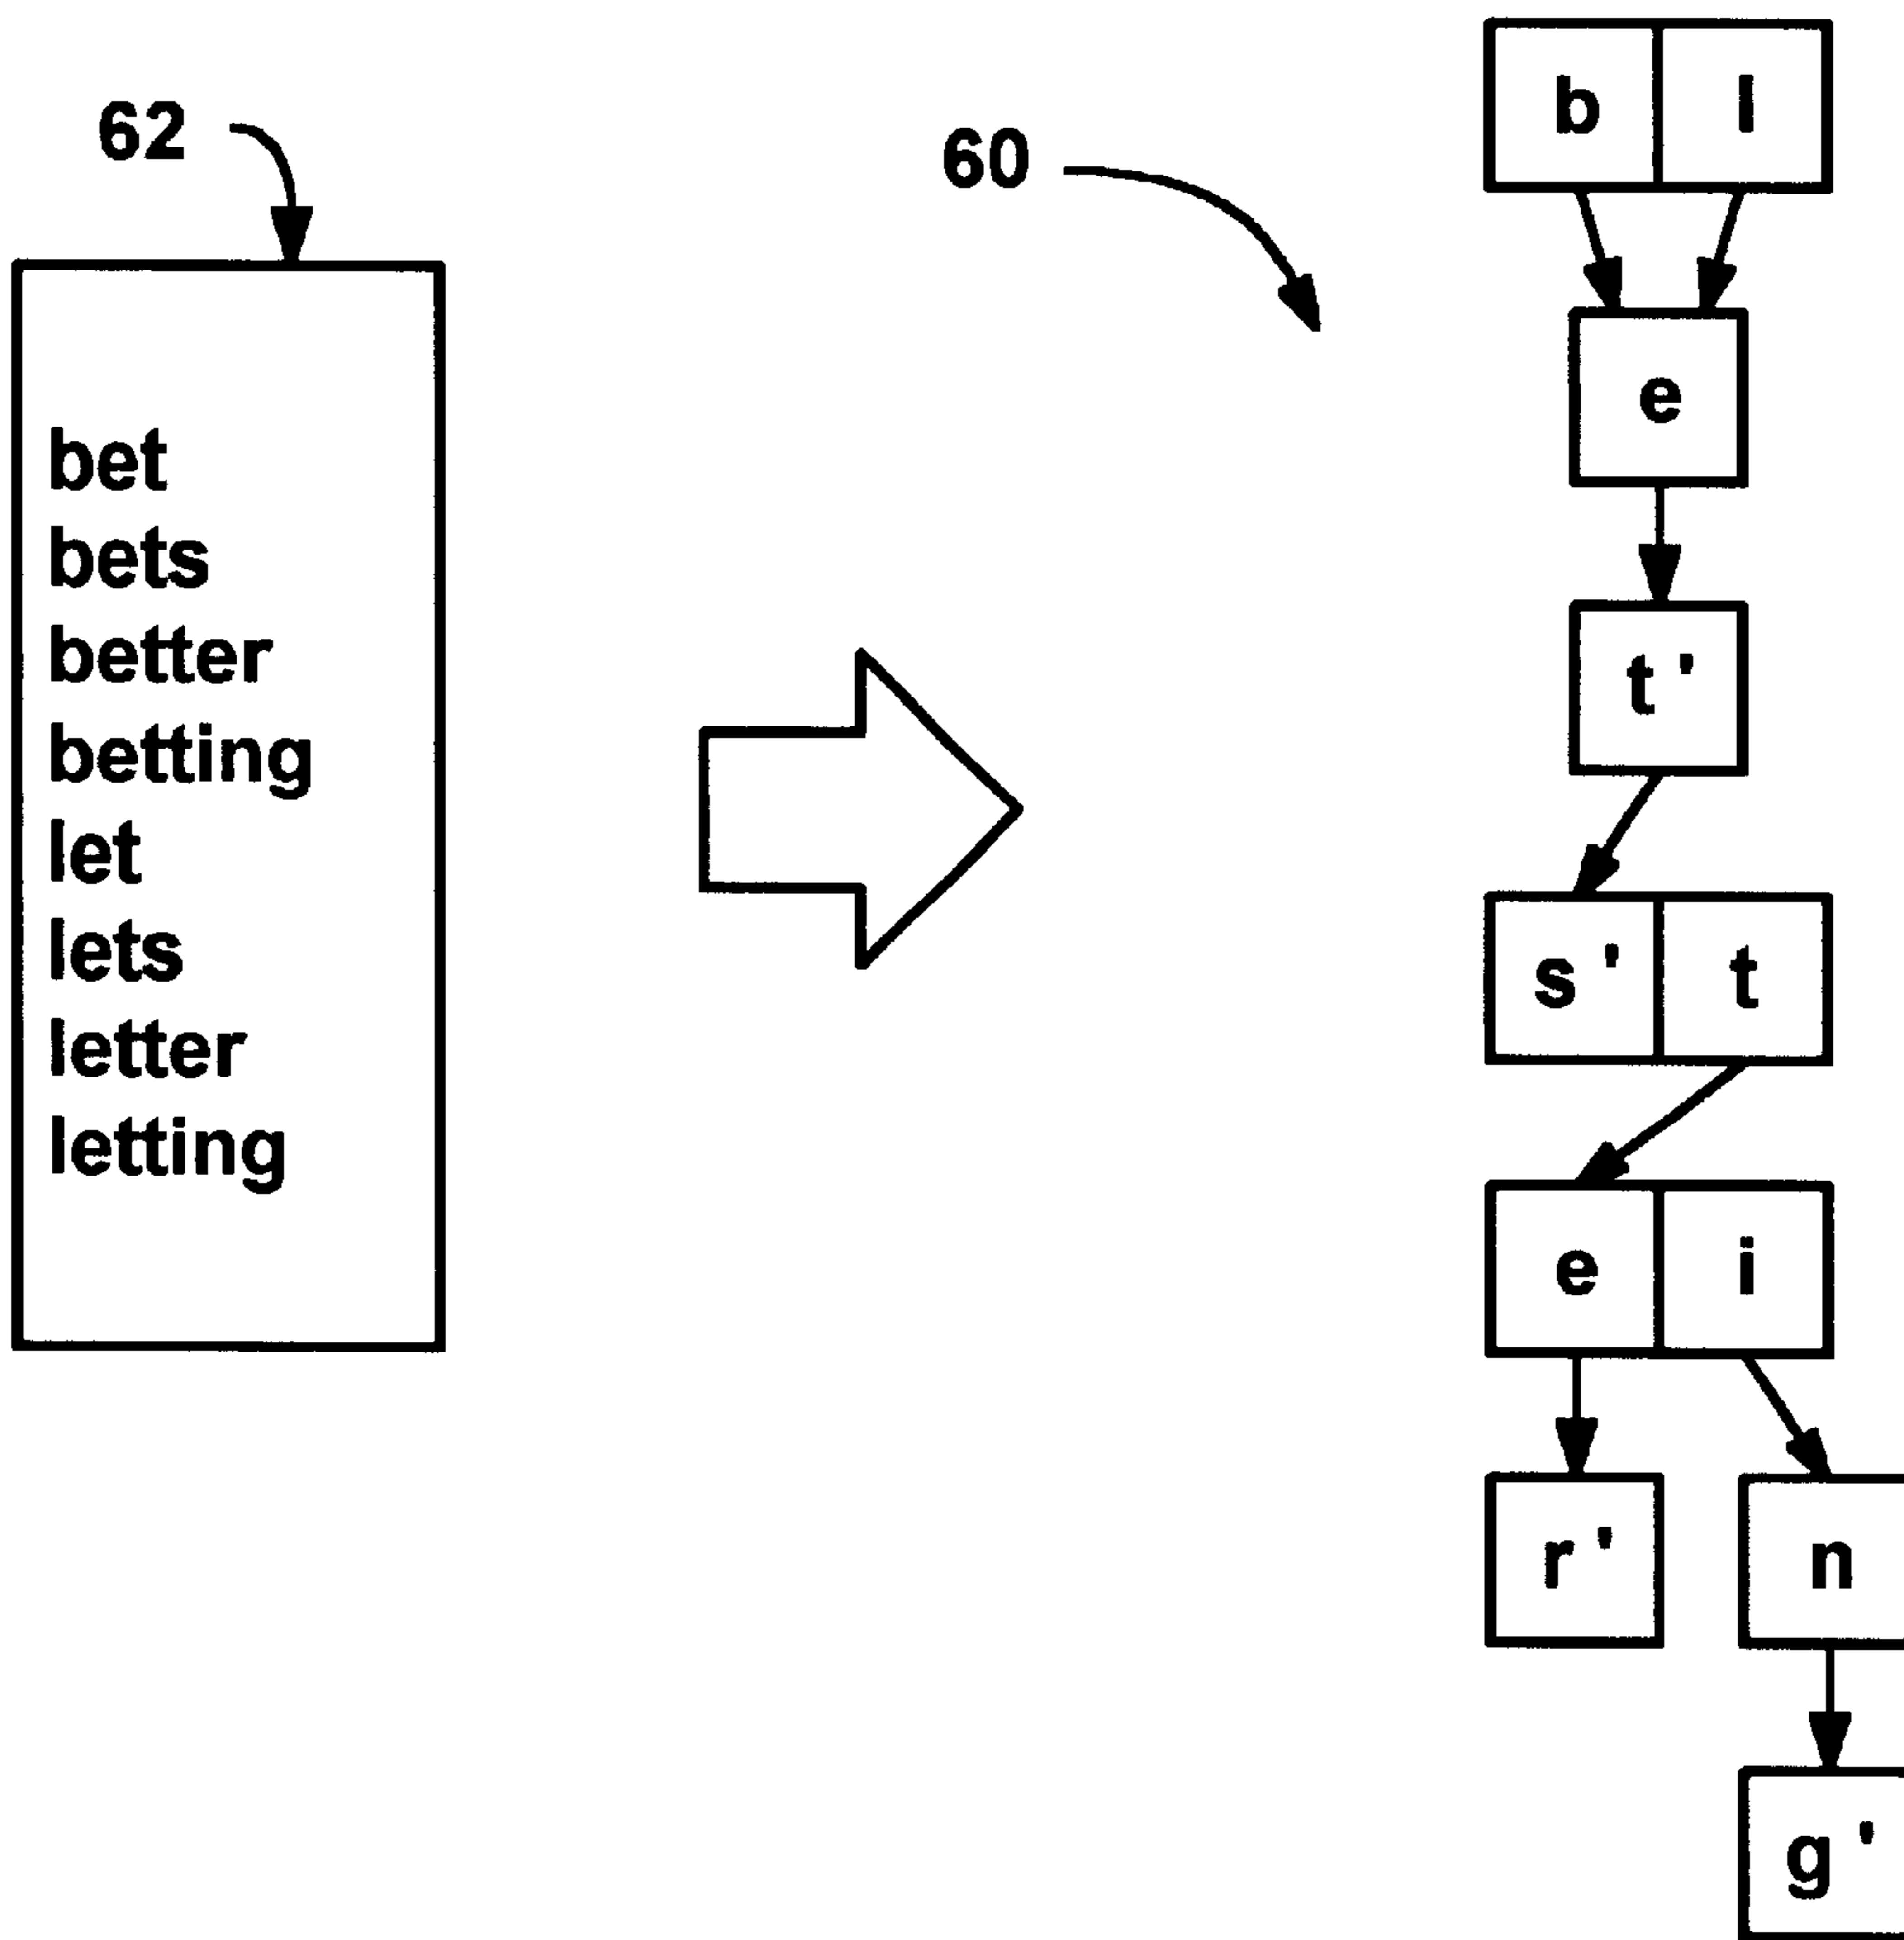 62
60
bet
bets
better
betting
let
lets
letter
letting
b l
e
t'
s' t
e i
r' n
g'